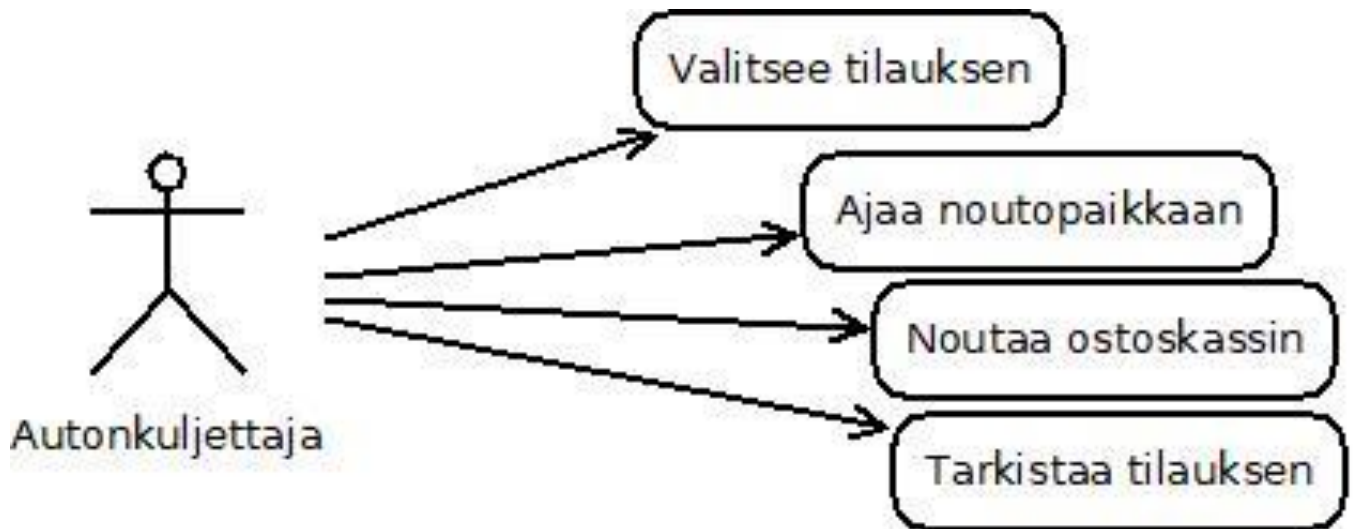 Valitsee tilauksen
Ajaa noutopaikkaan
Noutaa ostoskassin
Autonkuljettaja
Tarkistaa tilauksen